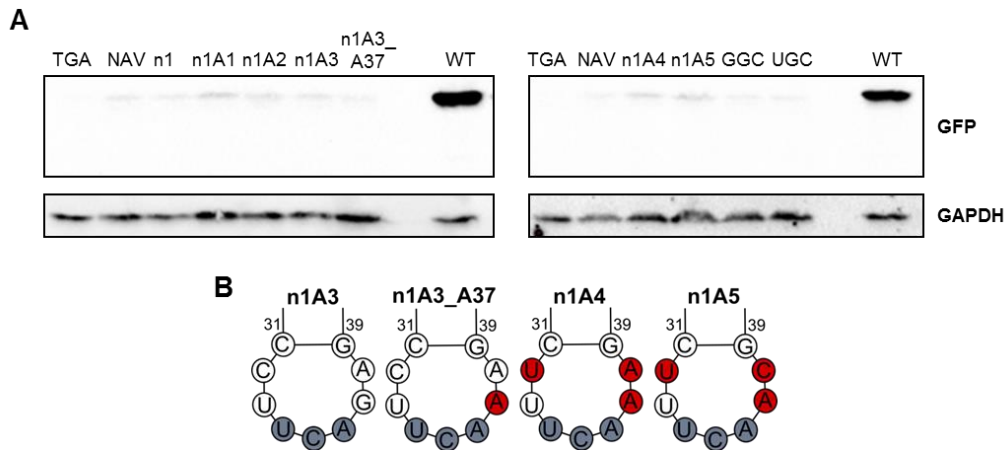 A
TGA NAV n1 n1A1 n1A2 n1A3 n1A3_
A37 WT
TGA NAV n1A4 n1A5 GGC UGC WT
GFP
GAPDH
B
n1A3 n1A3_A37 n1A4 n1A5
31 39 31 39 31 39 31 39
C G C G C G C G
C A C A U A U C
U G U A U A U A
U C A U C A U C A U C A